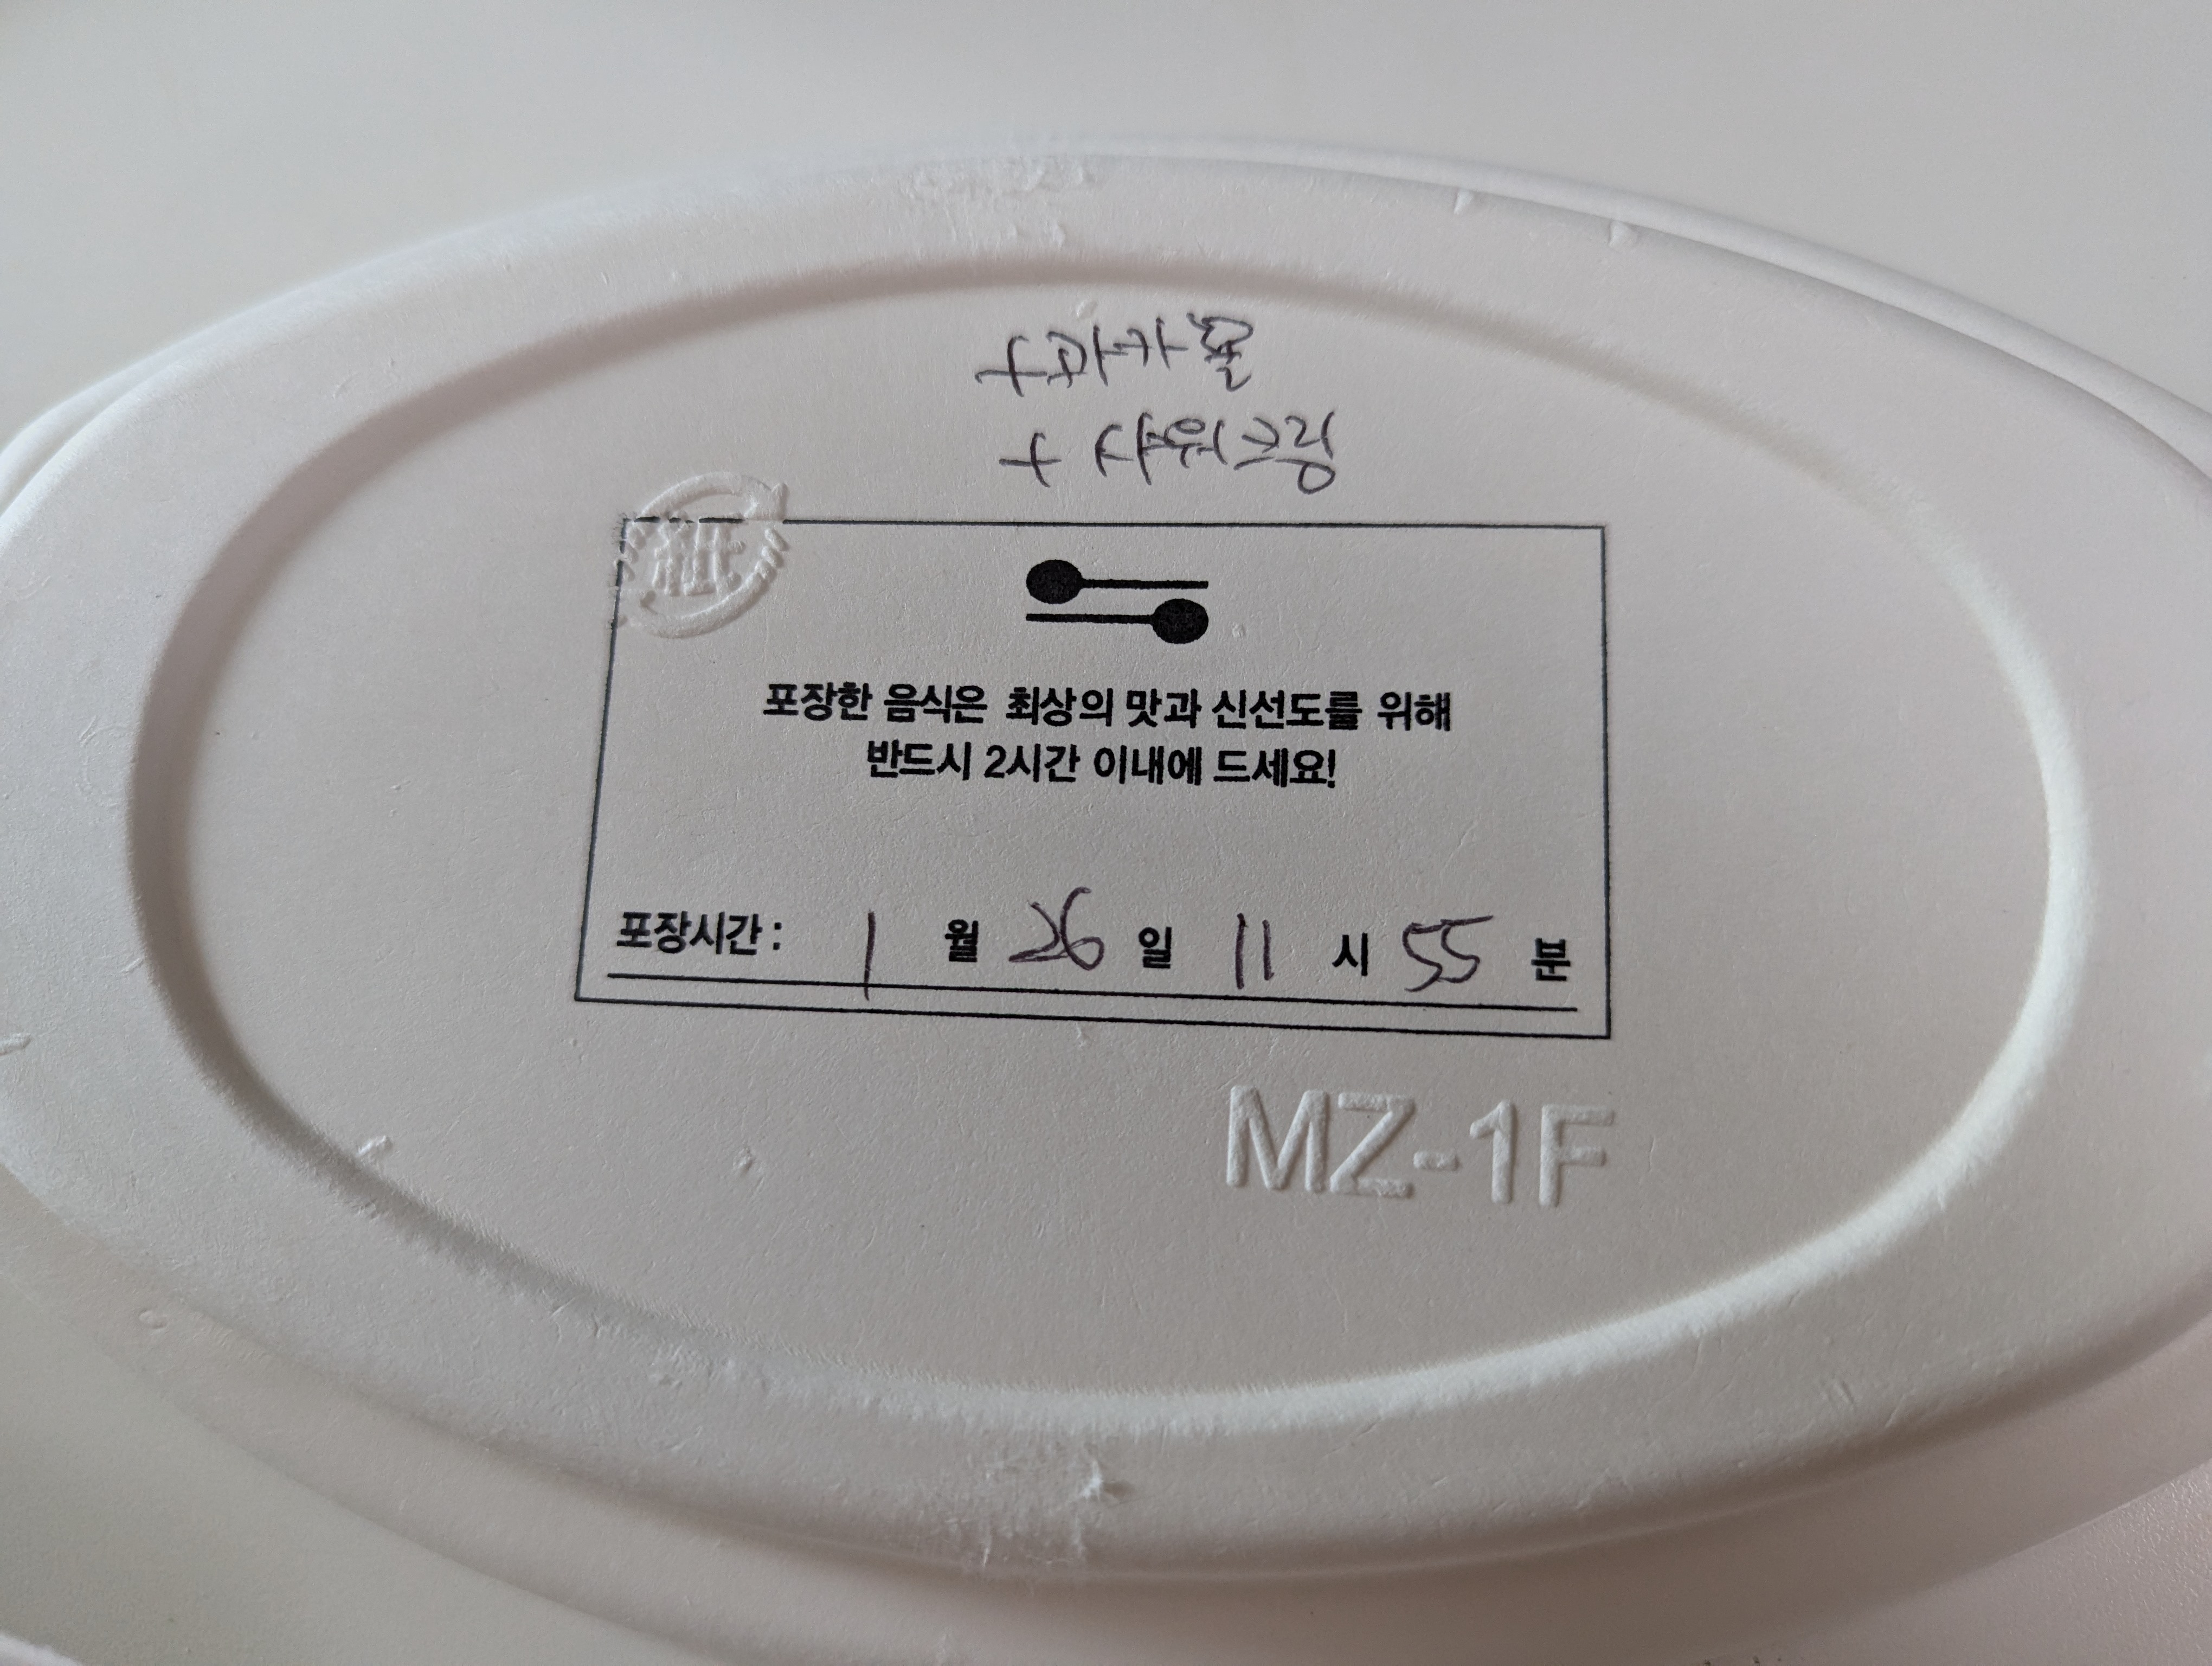 +과카몰
+ 사워크림
포장한 음식은 최상의 맛과 신선도를 위해
반드시 2시간 이내에 드세요!
포장시간 : 1 월 26 일 11 시 55 분
MZ-1F